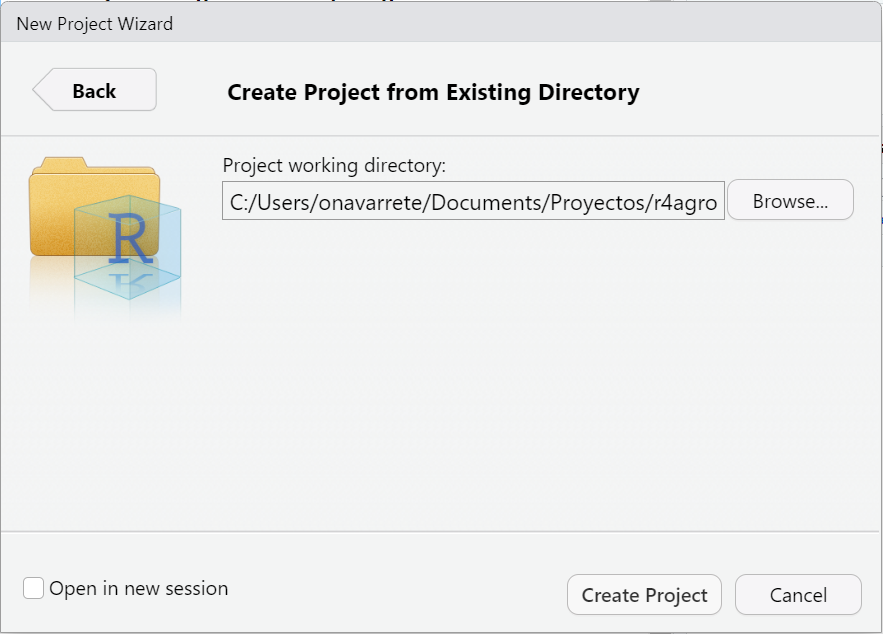 New Project Wizard
Back
Create Project from Existing Directory
Project working directory:
C:/Users/onavarrete/Documents/Proyectos/r4agro
Browse...
R
Open in new session
Create Project
Cancel